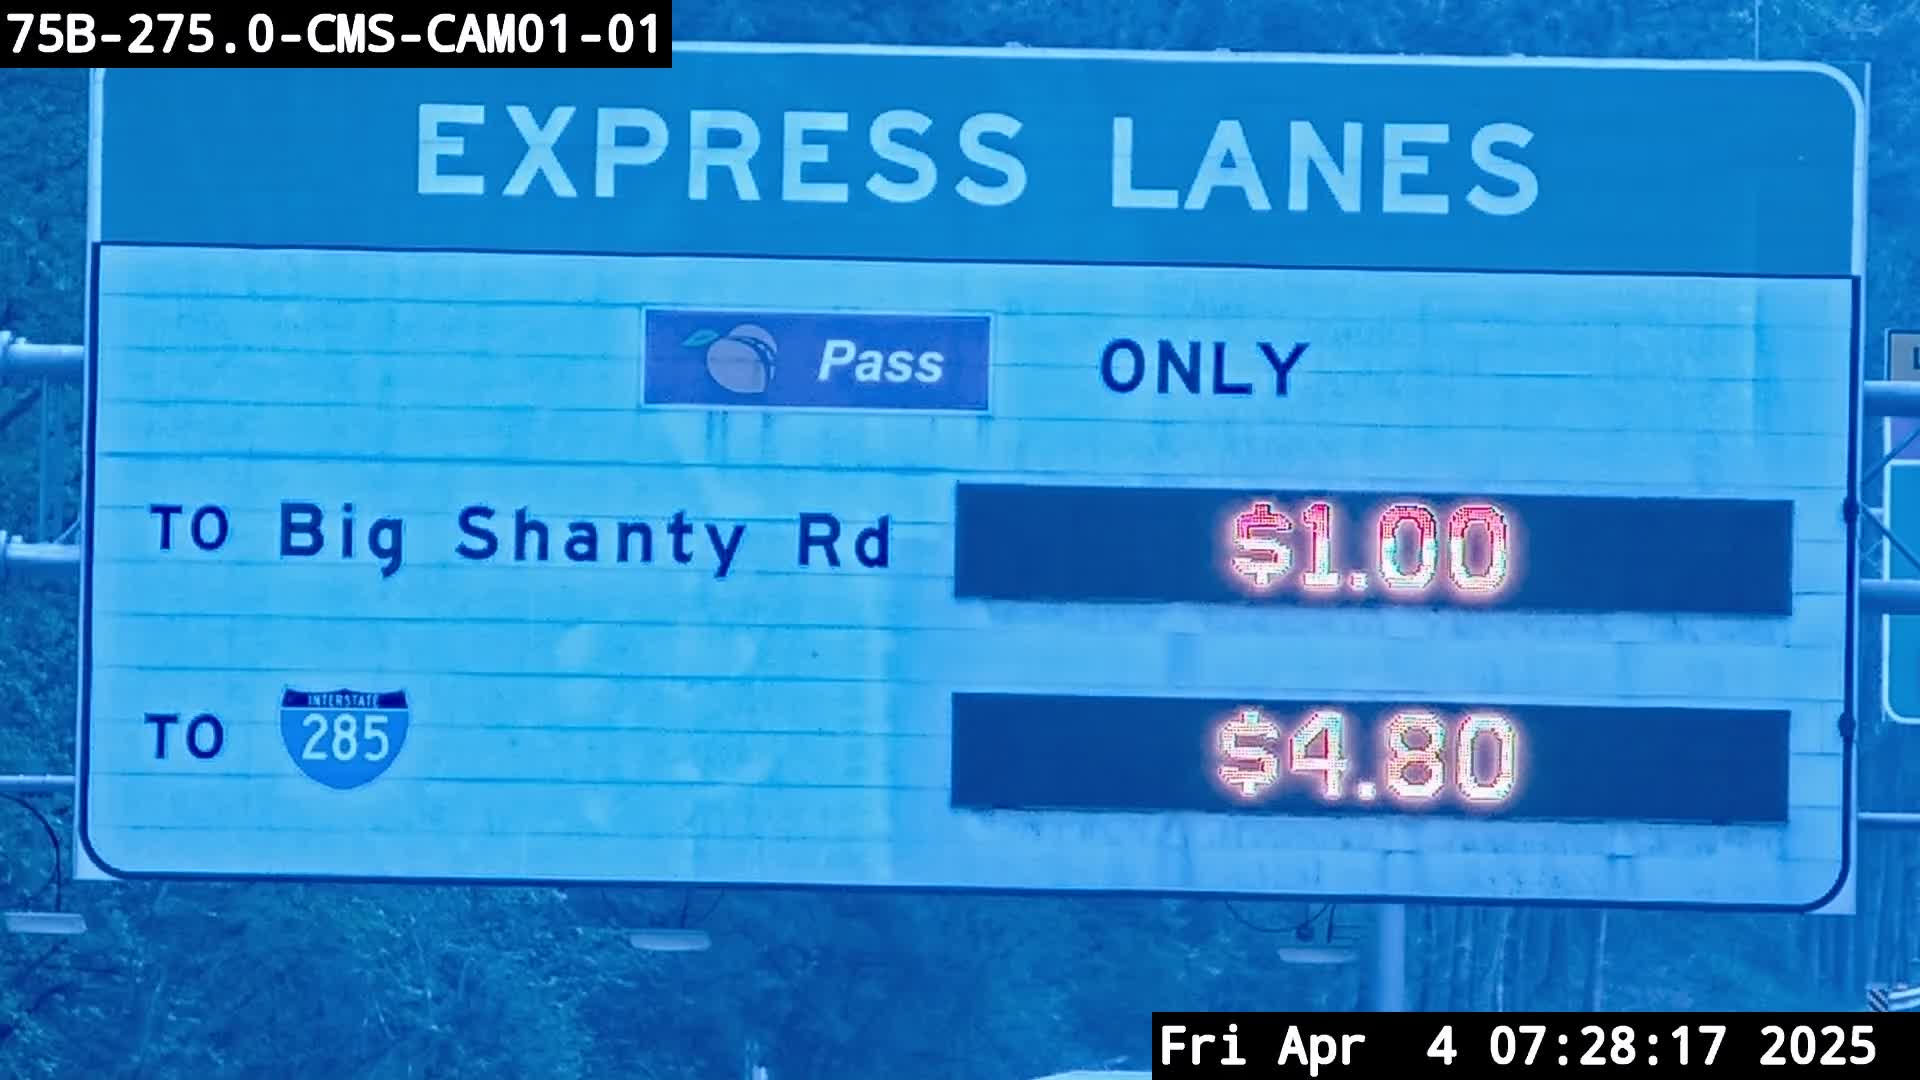 75B-275.0-CMS-CAM01-01
EXPRESS LANES
Pass ONLY
TO Big Shanty Rd $1.00
TO INTERSTATE 285 $4.80
Fri Apr 4 07:28:17 2025